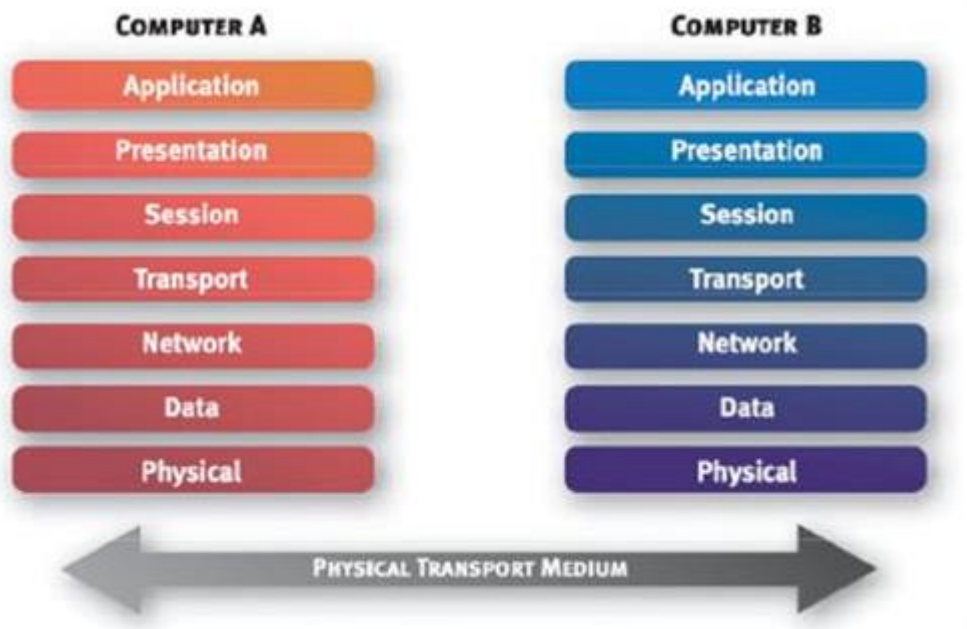 COMPUTER A
Application
Presentation
Session
Transport
Network
Data
Physical
COMPUTER B
Application
Presentation
Session
Transport
Network
Data
Physical
PHYSICAL TRANSPORT MEDIUM